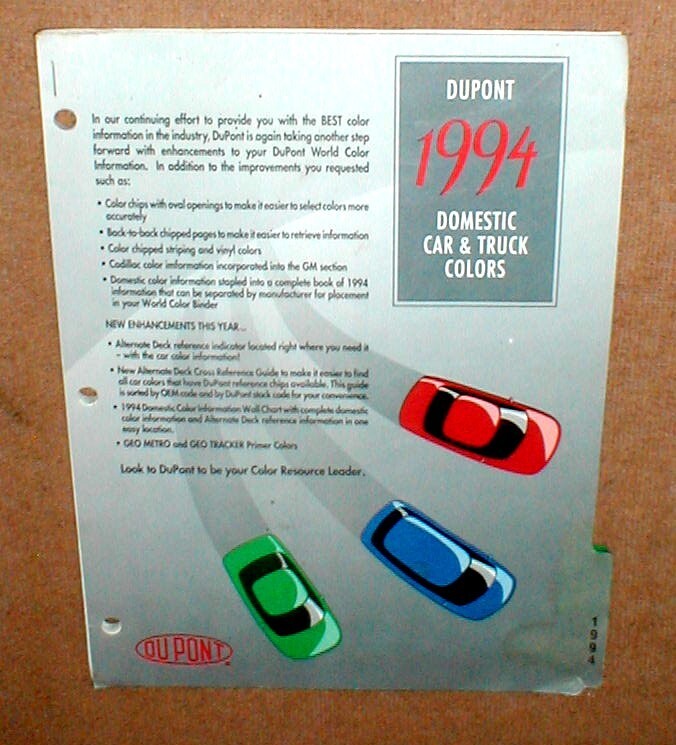 In our continuing effort to provide you with the BEST color
information in the industry, DuPont is again taking another step
forward with enhancements to your DuPont World Color
Information. In addition to the improvements you requested
such as:
• Color chips with oval openings to make it easier to select colors more
accurately
• Back-to-back chipped pages to make it easier to retrieve information
• Color chipped striping and vinyl colors
• Cadillac color information incorporated into the GM section
• Domestic color information stapled into a complete book of 1994
information that can be separated by manufacturer for placement
in your World Color Binder
NEW ENHANCEMENTS THIS YEAR...
• Alternate Deck reference indicator located right where you need it
– with the car color information!
• New Alternate Deck Cross Reference Guide to make it easier to find
all car colors that have DuPont reference chips available. This guide
is sorted by OEM code and by DuPont stock code for your convenience.
• 1994 Domestic Color Information Wall Chart with complete domestic
color information and Alternate Deck reference information in one
easy location.
• GEO METRO and GEO TRACKER Primer Colors
Look to DuPont to be your Color Resource Leader.
DUPONT
1994
DOMESTIC
CAR & TRUCK
COLORS
DU PONT
1994